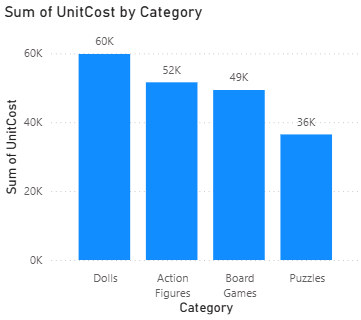 Sum of UnitCost by Category
60K
52K
49K
36K
60K
40K
20K
0K
Sum of UnitCost
Dolls
Action
Figures
Board
Games
Puzzles
Category